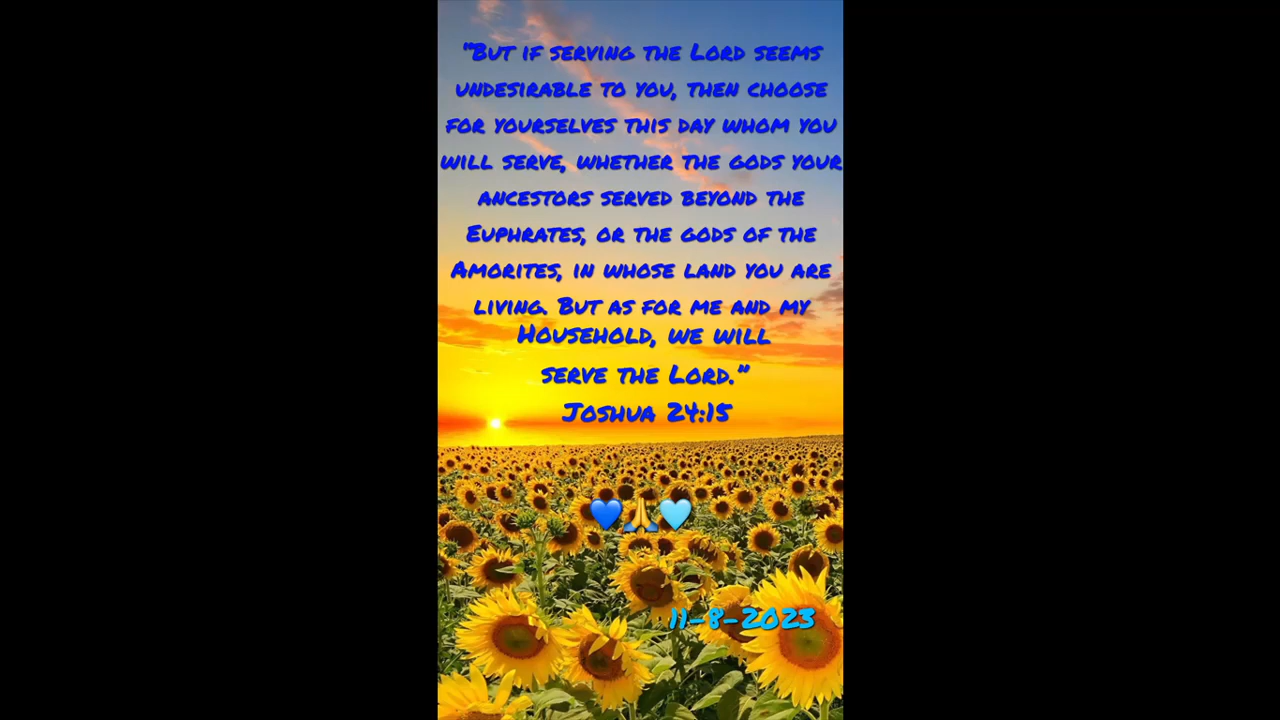 "But if serving the Lord seems
undesirable to you, then choose
for yourselves this day whom you
will serve, whether the gods your
ancestors served beyond the
Euphrates, or the gods of the
Amorites, in whose land you are
living. But as for me and my
Household, we will
serve the Lord."
Joshua 24:15
💙🙏🩵
11-8-2023